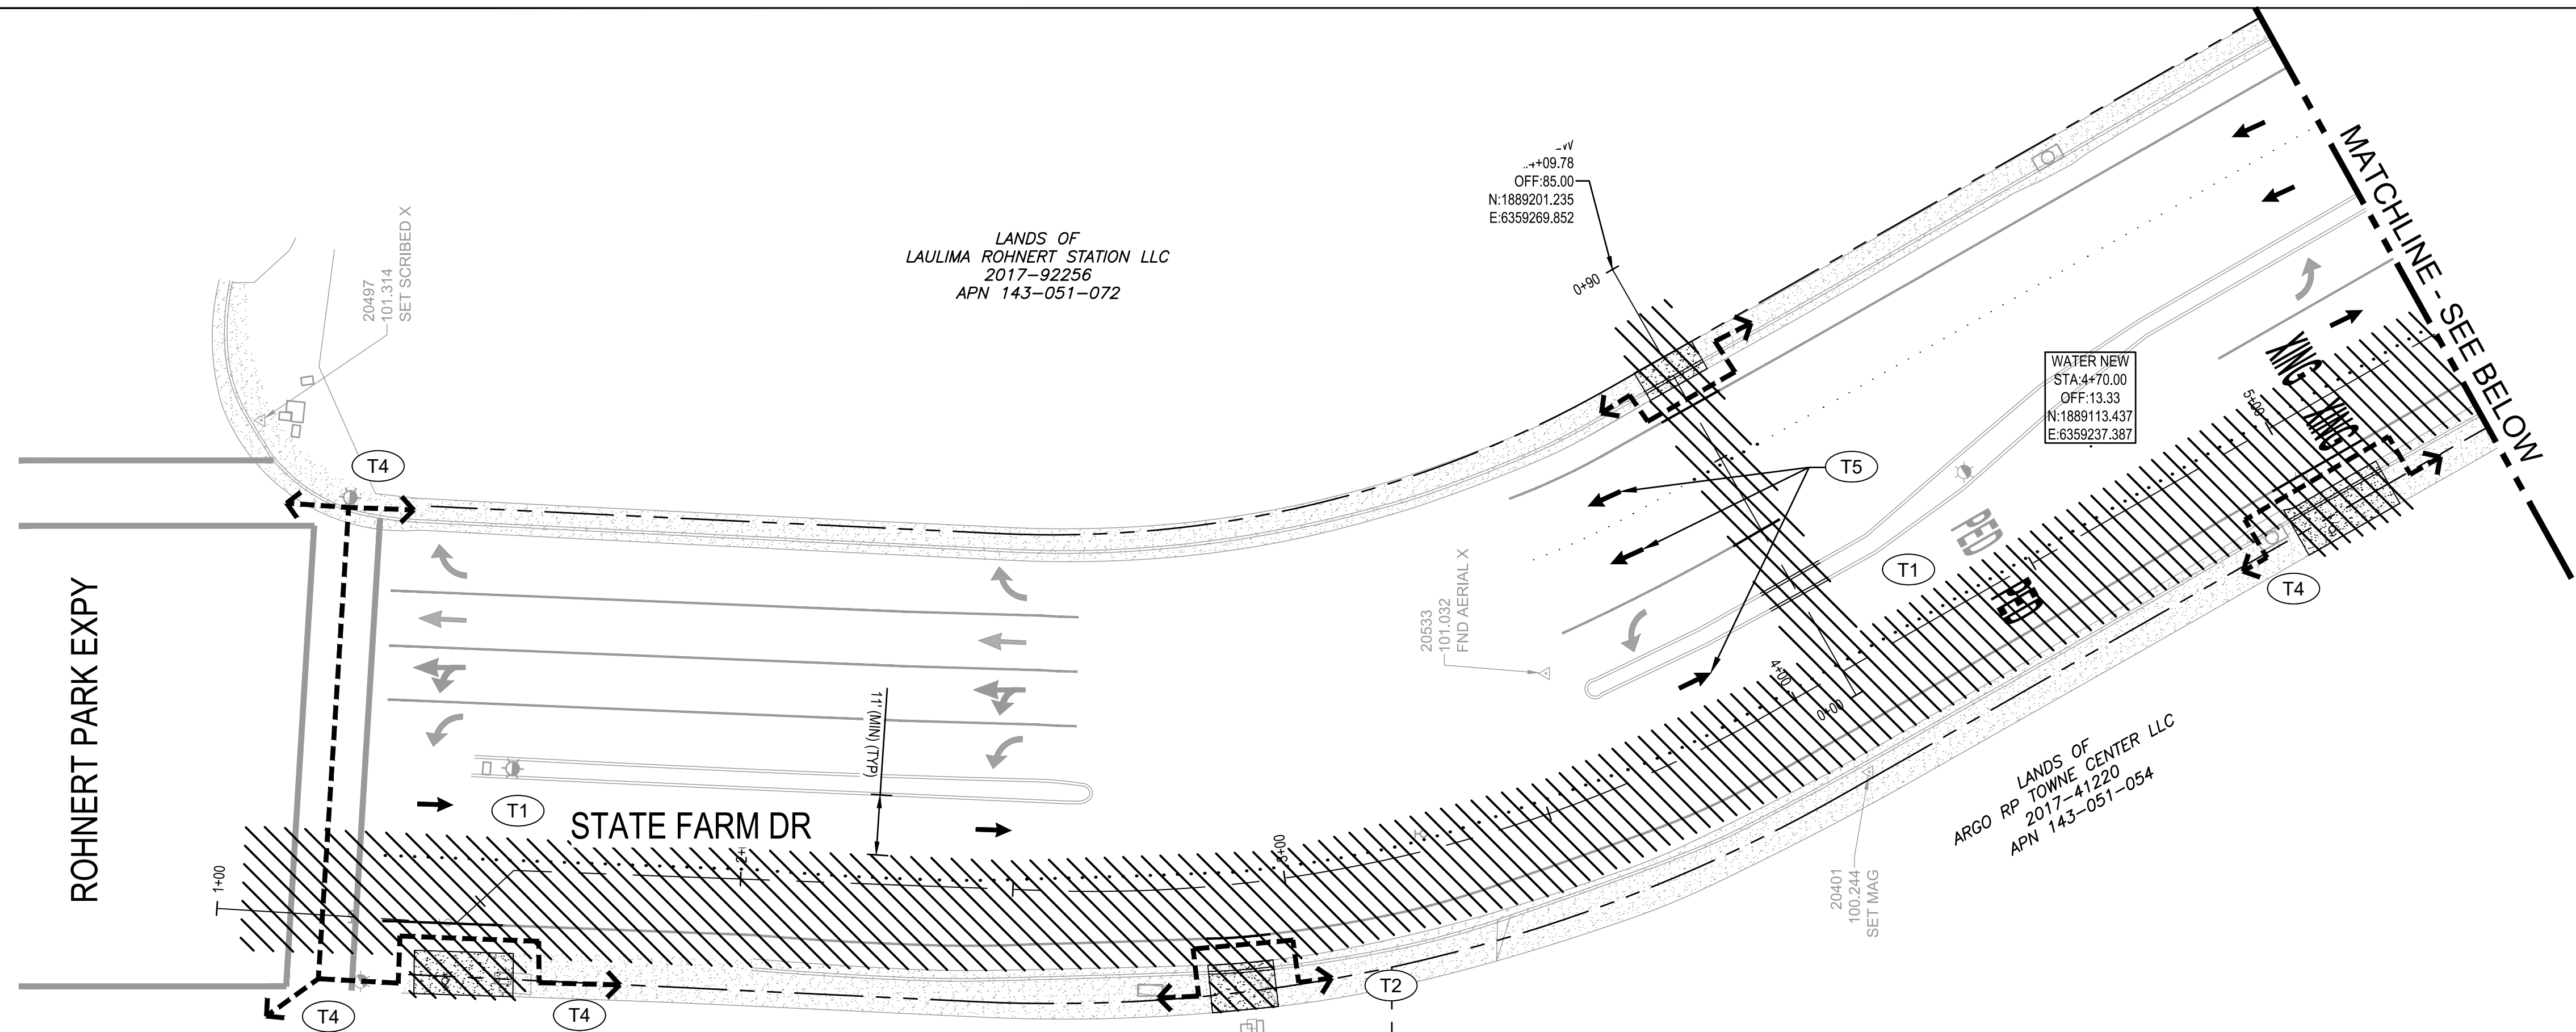 OFF:85.00
N:1889201.235
E:6359269.852
0+90
MATCHLINE - SEE BELOW
20497
101.314
SET SCRIBED X
LANDS OF
LAULIMA ROHNERT STATION LLC
2017-92256
APN 143-051-072
WATER NEW
STA:4+70.00
OFF:13.33
N:1889113.437
E:6359237.387
XING
XING
5+00
T4
T5
PED
PED
T1
T4
20533
101.032
FND AERIAL X
ROHNERT PARK EXPY
11' (MIN) (TYP)
4+00
0+00
LANDS OF
ARGO RP TOWNE CENTER LLC
2017-41220
APN 143-051-054
T1
STATE FARM DR
1+00
3+00
20401
100.244
SET MAG
T2
T4
T4